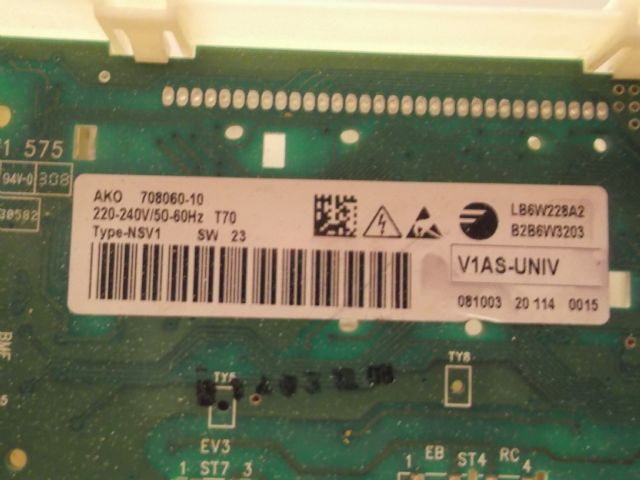 1 575
94V-0 308
30582
AKO 708060-10
220-240V/50-60Hz T70
Type-NSV1 SW 23
LB6W228A2
B2B6W3203
V1AS-UNIV
081003 20 114 0015
BMF
TY8
EV3
1 ST7 3
1 EB ST4 RC 4